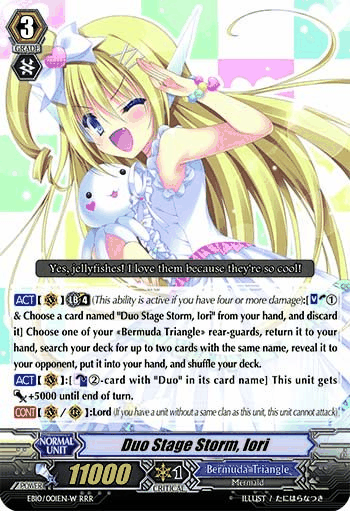 3
GRADE
Yes, jellyfishes! I love them because they're so cool!
ACT[ ] LB 4 (This ability is active if you have four or more damage):[ ①
& Choose a card named "Duo Stage Storm, Iori" from your hand, and discard
it] Choose one of your «Bermuda Triangle» rear-guards, return it to your
hand, search your deck for up to two cards with the same name, reveal it to
your opponent, put it into your hand, and shuffle your deck.
ACT[ ]:[ ②-card with "Duo" in its card name] This unit gets
+5000 until end of turn.
CONT[ / ]:Lord (If you have a unit without a same clan as this unit, this unit cannot attack)
NORMAL
UNIT
Duo Stage Storm, Iori
POWER
11000
1
CRITICAL
Bermuda Triangle
Mermaid
EB10/001EN-W RRR
ILLUST / たにはらなつき